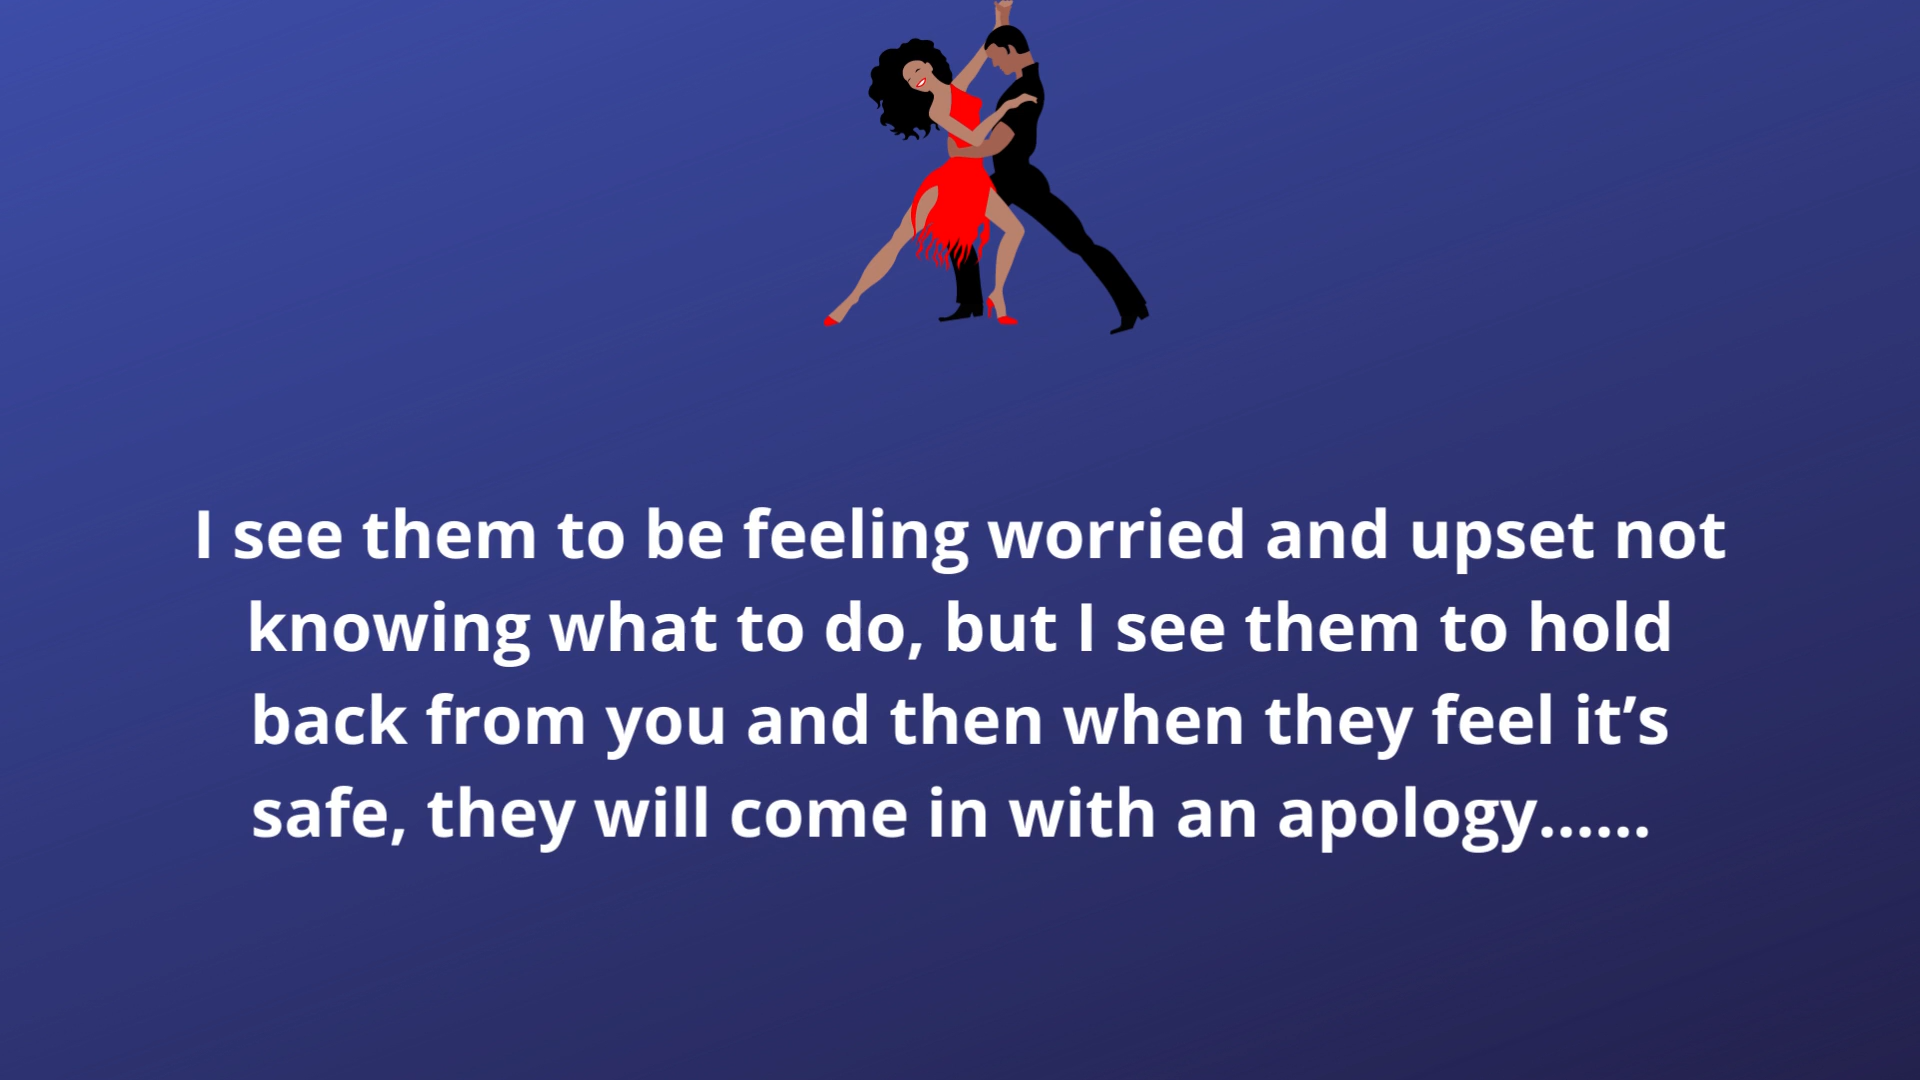 I see them to be feeling worried and upset not
knowing what to do, but I see them to hold
back from you and then when they feel it’s
safe, they will come in with an apology......